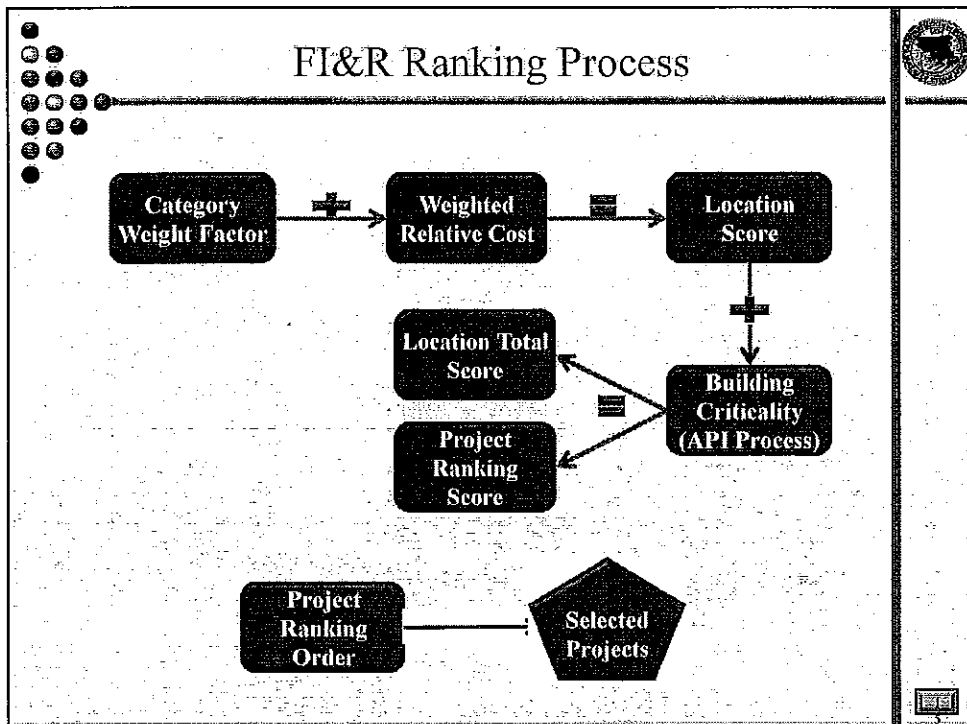 FI&R Ranking Process
Category
Weight Factor
Weighted
Relative Cost
Location
Score
Location Total
Score
Building
Criticality
(API Process)
Project
Ranking
Score
Project
Ranking
Order
Selected
Projects